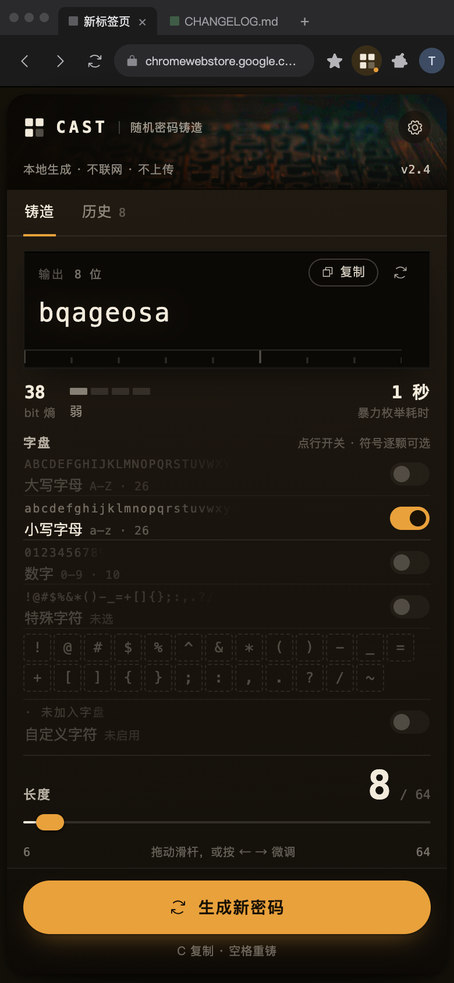 新标签页 CHANGELOG.md
chromewebstore.google.c... T
CAST 随机密码铸造
本地生成 · 不联网 · 不上传 v2.4
铸造 历史 8
输出 8 位 复制
bqageosa
38 1 秒
bit 熵 弱 暴力枚举耗时
字盘 点行开关 · 符号逐颗可选
ABCDEFGHIJKLMNOPQRSTUVWX
大写字母 A—Z · 26
abcdefghijklmnopqrstuvwx
小写字母 a—z · 26
012345678
数字 0—9 · 10
!@#$%&*()-_=+[]{};:,.?/
特殊字符 未选
! @ # $ % ^ & * ( ) - _ =
+ [ ] { } ; : , . ? / ~
· 未加入字盘
自定义字符 未启用
长度 8 / 64
6 拖动滑杆，或按 ← → 微调 64
生成新密码
C 复制 · 空格重铸